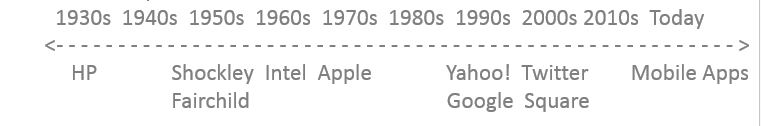 1930s 1940s 1950s 1960s 1970s 1980s 1990s 2000s 2010s Today
<- - - - - - - - - - - - - - - - - - - - - - - - - - - - - - - - - - - - - - - - - - - - - - - - - - - - - - - - - - >
HP Shockley Intel Apple Yahoo! Twitter Mobile Apps
Fairchild Google Square